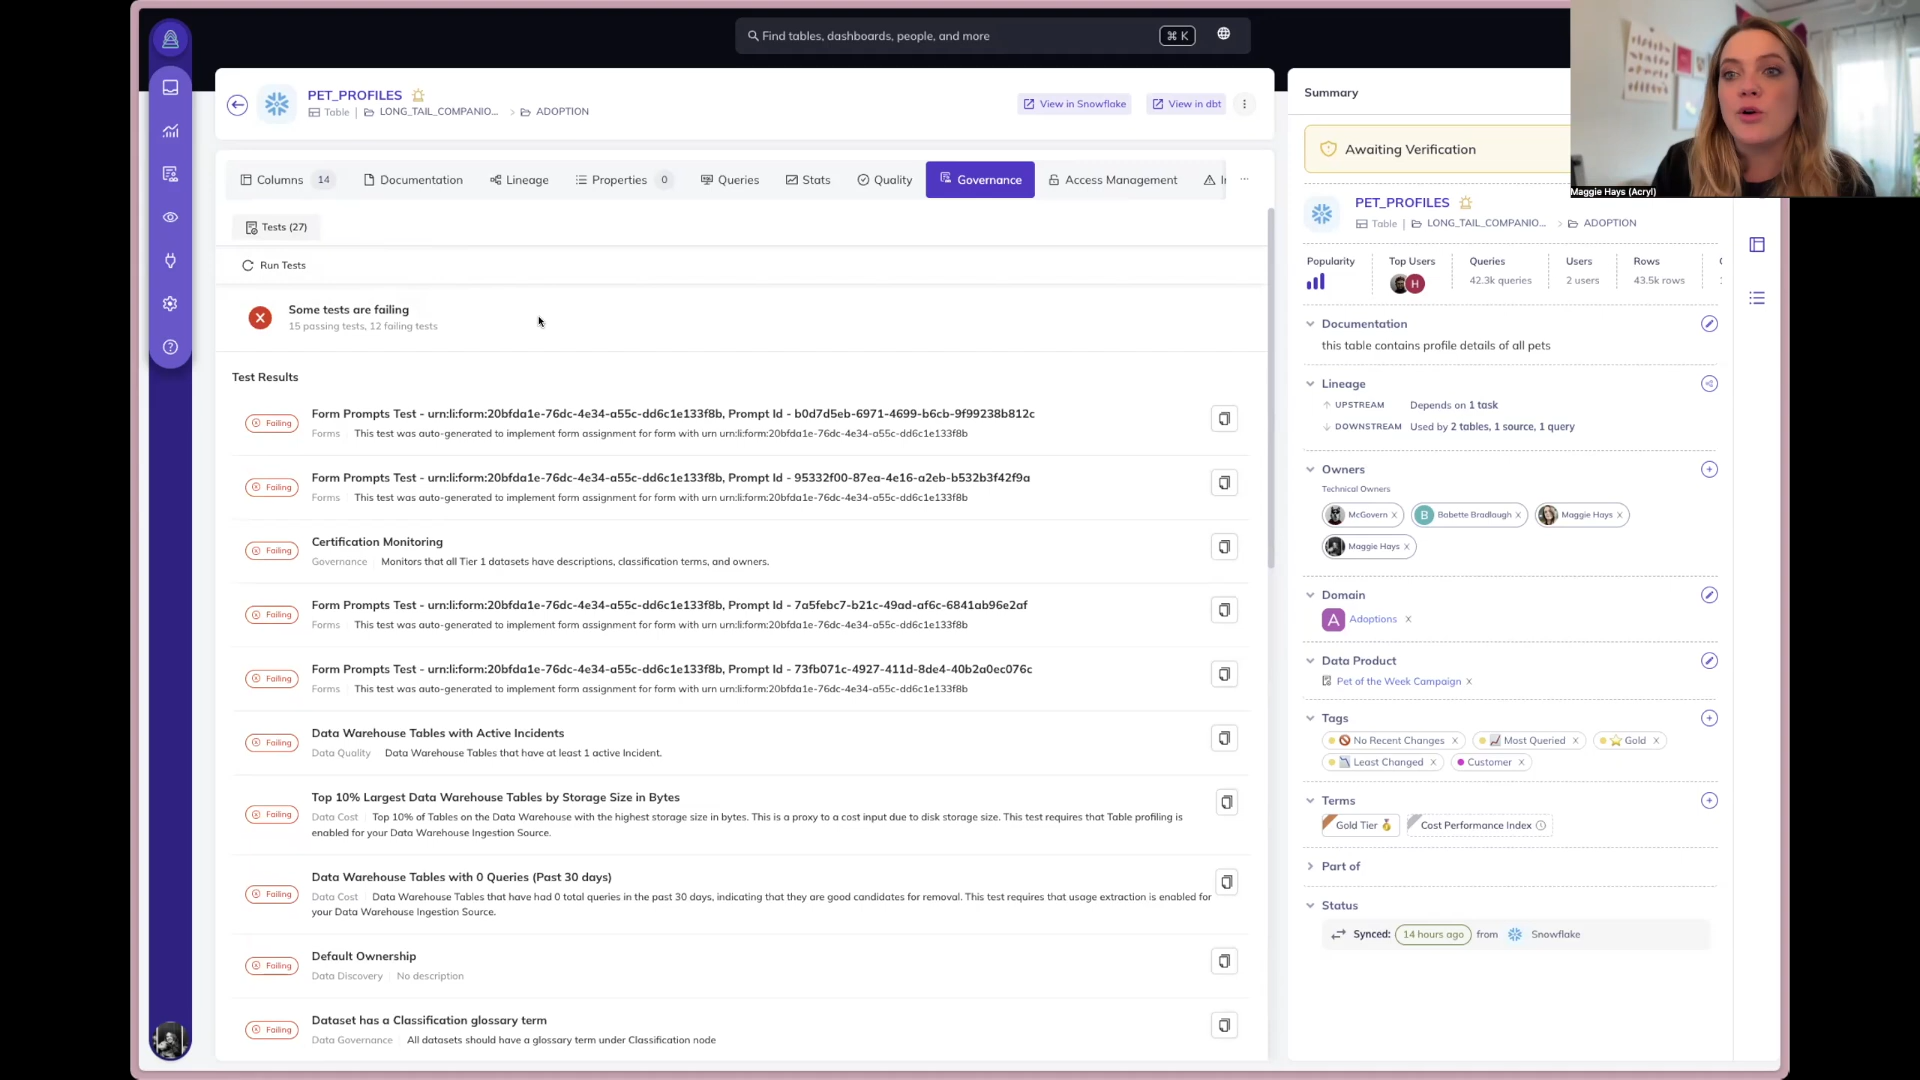 Find tables, dashboards, people, and more
⌘ K
PET_PROFILES
Table | LONG_TAIL_COMPANIO... > ADOPTION
View in Snowflake
View in dbt
Columns 14
Documentation
Lineage
Properties 0
Queries
Stats
Quality
Governance
Access Management
Tests (27)
Run Tests
Some tests are failing
15 passing tests, 12 failing tests
Test Results
Failing
Form Prompts Test - urn:li:form:20bfda1e-76dc-4e34-a55c-dd6c1e133f8b, Prompt Id - b0d7d5eb-6971-4699-b6cb-9f99238b812c
Forms This test was auto-generated to implement form assignment for form with urn urn:li:form:20bfda1e-76dc-4e34-a55c-dd6c1e133f8b
Failing
Form Prompts Test - urn:li:form:20bfda1e-76dc-4e34-a55c-dd6c1e133f8b, Prompt Id - 95332f00-87ea-4e16-a2eb-b532b3f42f9a
Forms This test was auto-generated to implement form assignment for form with urn urn:li:form:20bfda1e-76dc-4e34-a55c-dd6c1e133f8b
Failing
Certification Monitoring
Governance Monitors that all Tier 1 datasets have descriptions, classification terms, and owners.
Failing
Form Prompts Test - urn:li:form:20bfda1e-76dc-4e34-a55c-dd6c1e133f8b, Prompt Id - 7a5febc7-b21c-49ad-af6c-6841ab96e2af
Forms This test was auto-generated to implement form assignment for form with urn urn:li:form:20bfda1e-76dc-4e34-a55c-dd6c1e133f8b
Failing
Form Prompts Test - urn:li:form:20bfda1e-76dc-4e34-a55c-dd6c1e133f8b, Prompt Id - 73fb071c-4927-411d-8de4-40b2a0ec076c
Forms This test was auto-generated to implement form assignment for form with urn urn:li:form:20bfda1e-76dc-4e34-a55c-dd6c1e133f8b
Failing
Data Warehouse Tables with Active Incidents
Data Quality Data Warehouse Tables that have at least 1 active Incident.
Failing
Top 10% Largest Data Warehouse Tables by Storage Size in Bytes
Data Cost Top 10% of Tables on the Data Warehouse with the highest storage size in bytes. This is a proxy to a cost input due to disk storage size. This test requires that Table profiling is
enabled for your Data Warehouse Ingestion Source.
Failing
Data Warehouse Tables with 0 Queries (Past 30 days)
Data Cost Data Warehouse Tables that have had 0 total queries in the past 30 days, indicating that they are good candidates for removal. This test requires that usage extraction is enabled for
your Data Warehouse Ingestion Source.
Failing
Default Ownership
Data Discovery No description
Failing
Dataset has a Classification glossary term
Data Governance All datasets should have a glossary term under Classification node
Summary
Awaiting Verification
Maggie Hays (Acryl)
PET_PROFILES
Table | LONG_TAIL_COMPANIO... > ADOPTION
Popularity
Top Users
H
Queries
42.3k queries
Users
2 users
Rows
43.5k rows
Documentation
this table contains profile details of all pets
Lineage
UPSTREAM Depends on 1 task
DOWNSTREAM Used by 2 tables, 1 source, 1 query
Owners
Technical Owners
McGovern x
B Babette Bradlough x
Maggie Hays x
Maggie Hays x
Domain
A Adoptions x
Data Product
Pet of the Week Campaign x
Tags
No Recent Changes x
Most Queried x
Gold x
Least Changed x
Customer x
Terms
Gold Tier
Cost Performance Index
Part of
Status
Synced: 14 hours ago from Snowflake